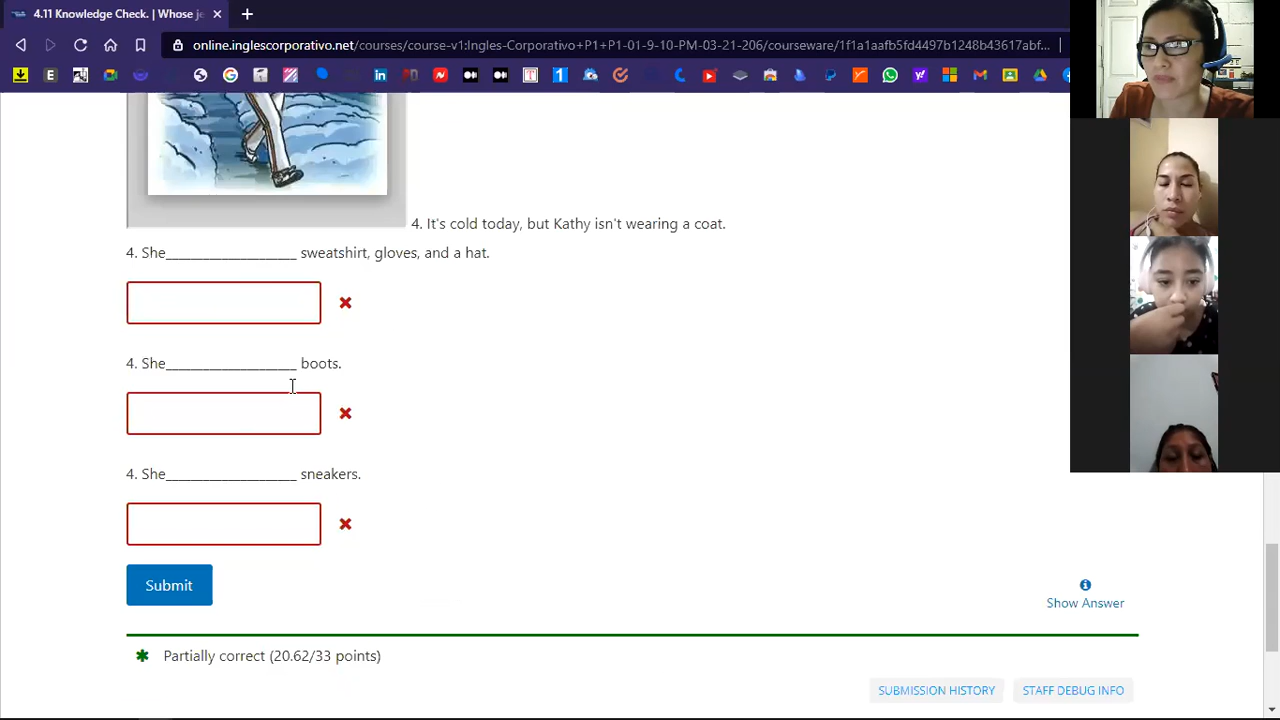 4.11 Knowledge Check. | Whose je
online.inglescorporativo.net/courses/course-v1:Ingles-Corporativo+P1+P1-01-9-10-PM-03-21-206/courseware/1f1a1aafb5fd4497b1248b43617abf...
4. It's cold today, but Kathy isn't wearing a coat.
4. She___________________ sweatshirt, gloves, and a hat.
4. She___________________ boots.
4. She___________________ sneakers.
Submit
Show Answer
Partially correct (20.62/33 points)
SUBMISSION HISTORY
STAFF DEBUG INFO